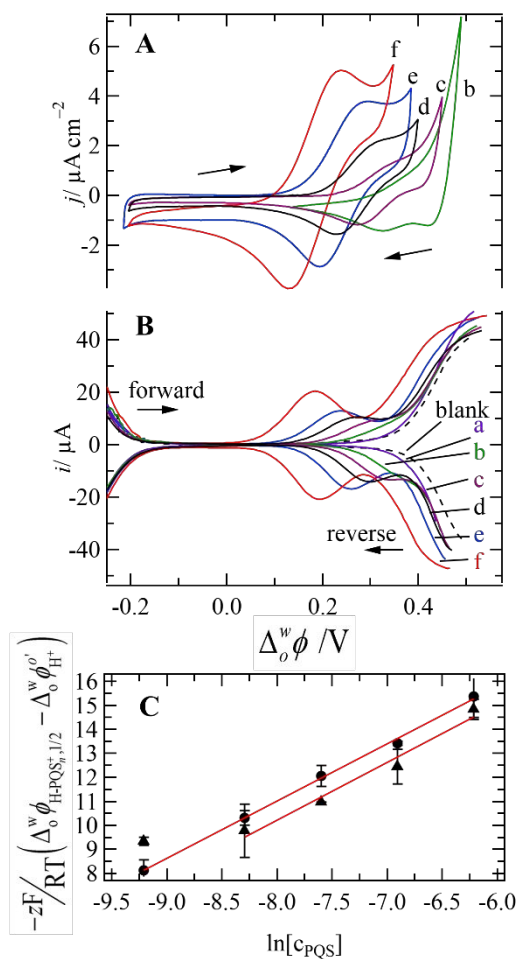 A
6
4
2
0
-2
j/ μA cm⁻²
f
e
d
c
b
B
40
20
0
-20
-40
i/ μA
forward
reverse
blank
a
b
c
d
e
f
-0.2 0.0 0.2 0.4
Δ_o^w ϕ /V
C
16
15
14
13
12
11
10
9
8
-zF/RT (Δ_o^w ϕ_{H-PQS_n^+,1/2} - Δ_o^w ϕ_{H^+}^{o'})
-9.5 -9.0 -8.5 -8.0 -7.5 -7.0 -6.5 -6.0
ln[c_PQS]